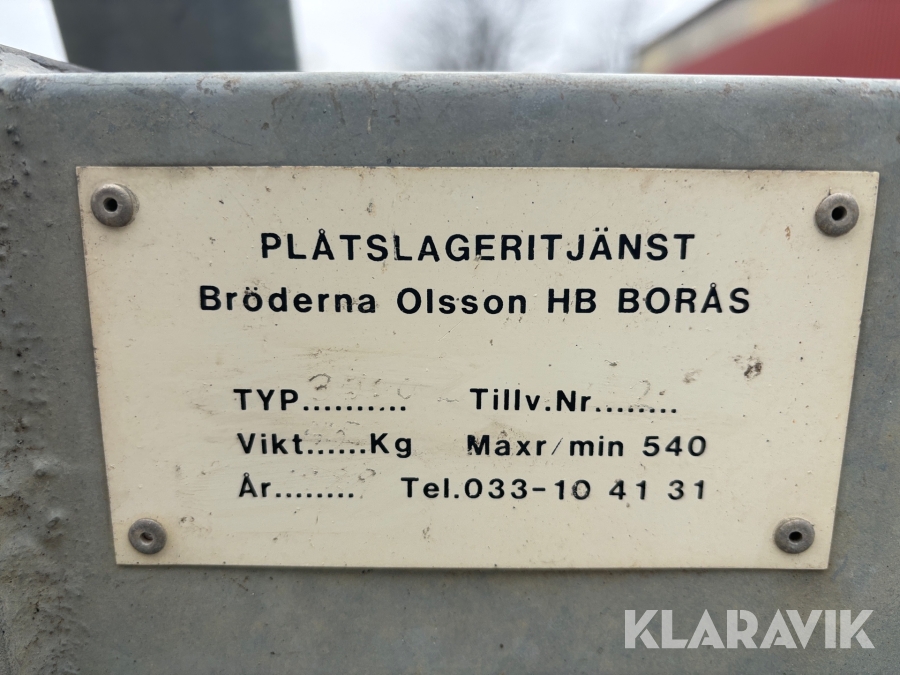 PLÅTSLAGERITJÄNST
Bröderna Olsson HB BORÅS
TYP.......... Tillv.Nr........
Vikt......Kg Maxr/min 540
År........ Tel.033-10 41 31
KLARAVIK